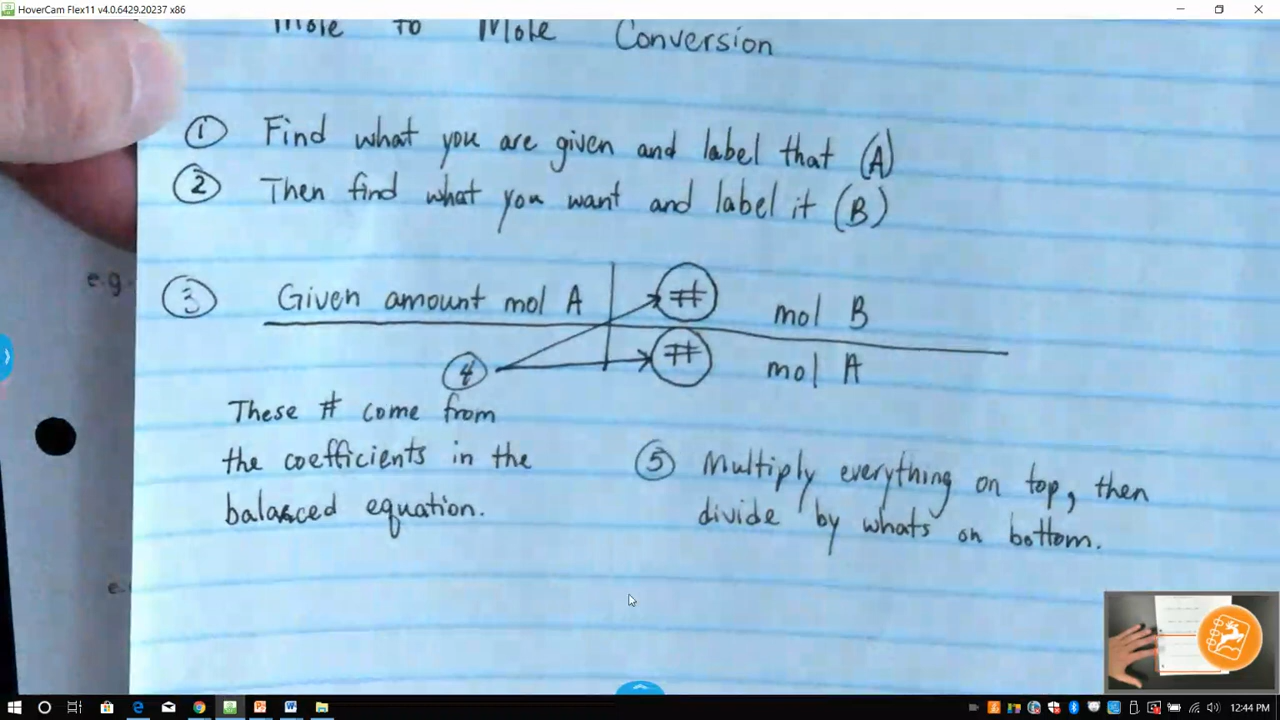 HoverCam Flex11 v4.0.6429.20237 x86
Mole to Mole Conversion
① Find what you are given and label that (A)
② Then find what you want and label it (B)
e.g.
③ Given amount mol A # mol B
④ # mol A
These # come from
the coefficients in the
balanced equation.
⑤ Multiply everything on top, then
divide by whats on bottom.
e.
12:44 PM